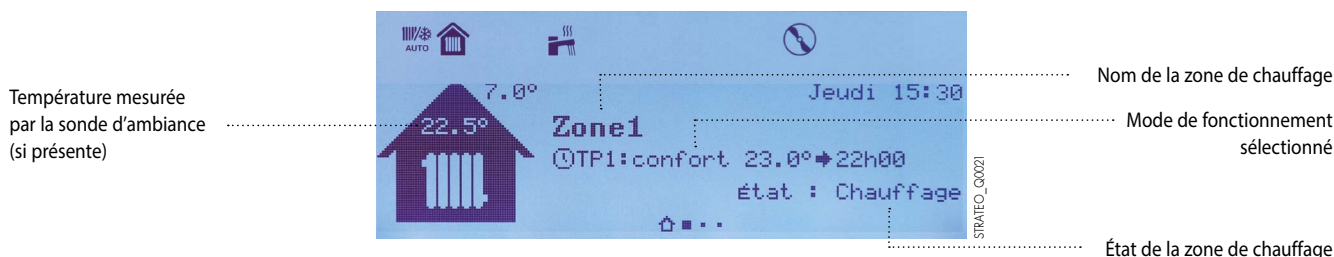 AUTO
7.0°
Jeudi 15:30
22.5°
Zone1
TP1:confort 23.0°➔22h00
État : Chauffage
STRATEO_Q0021
Température mesurée
par la sonde d'ambiance
(si présente)
Nom de la zone de chauffage
Mode de fonctionnement
sélectionné
État de la zone de chauffage